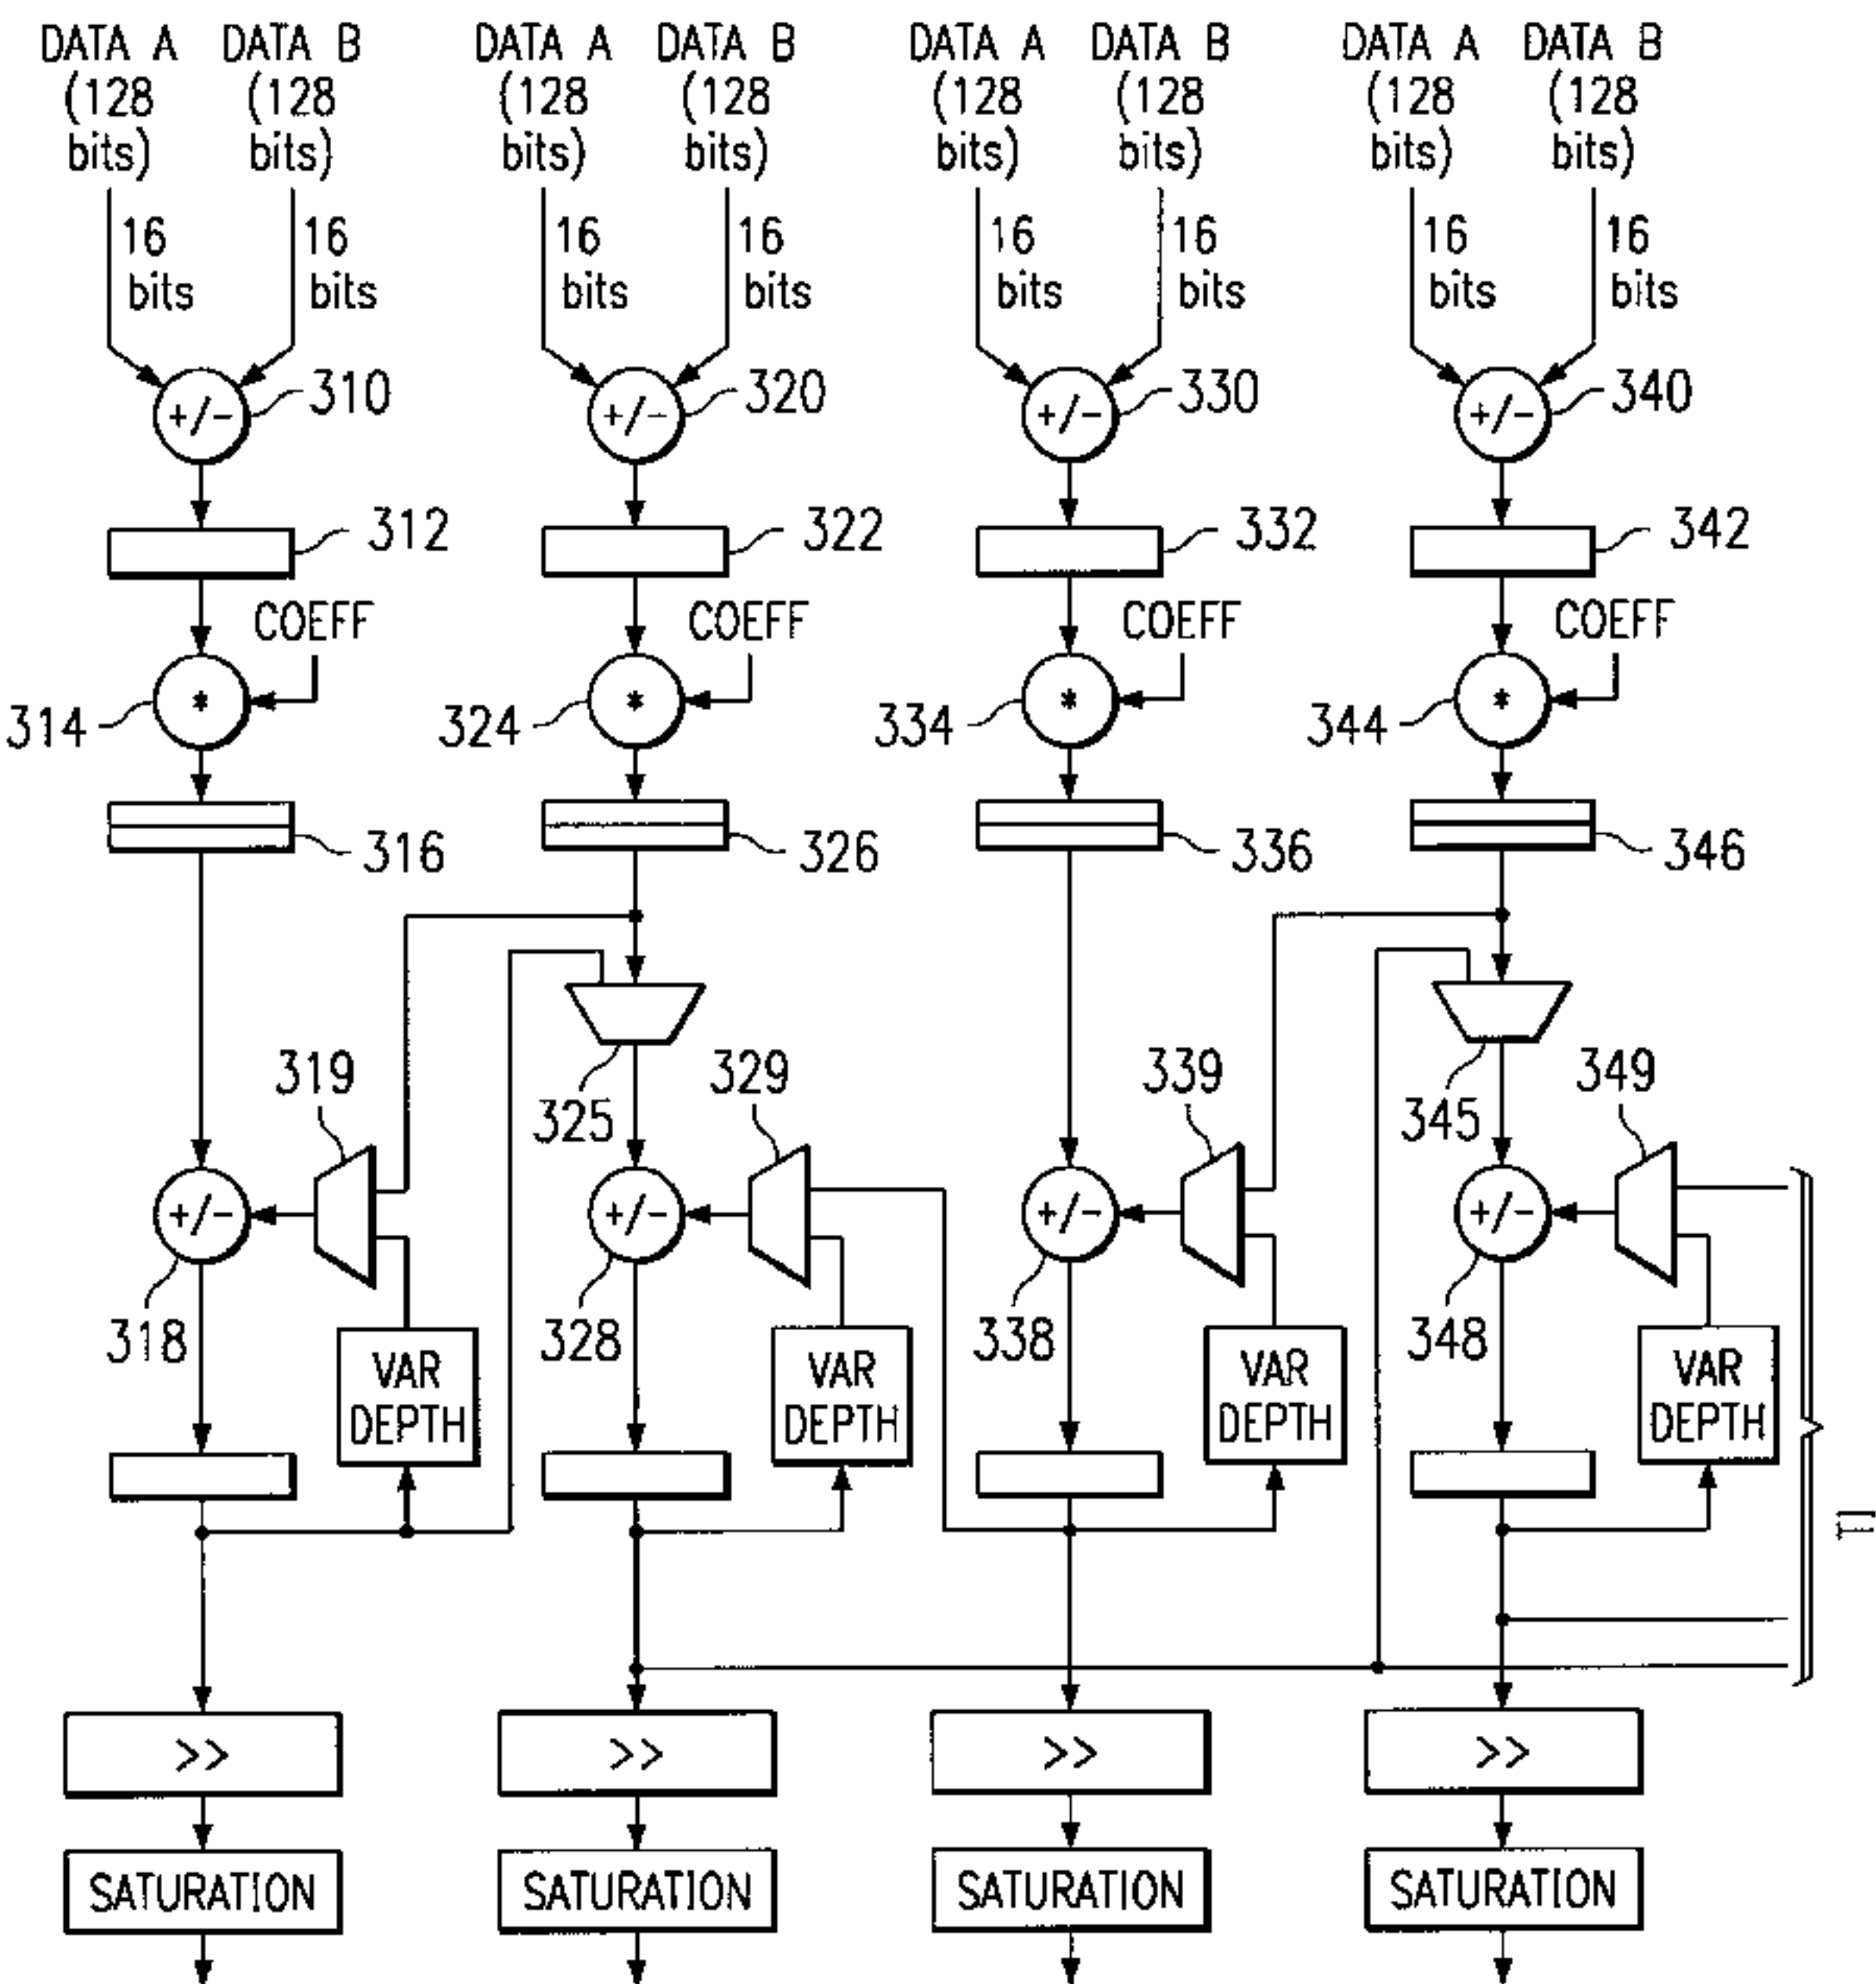 DATA A DATA B DATA A DATA B DATA A DATA B DATA A DATA B
(128 (128 (128 (128 (128 (128 (128 (128
bits) bits) bits) bits) bits) bits) bits) bits)
16 16 16 16 16 16 16 16
bits bits bits bits bits bits bits bits
+/- 310 +/- 320 +/- 330 +/- 340
312 322 332 342
COEFF COEFF COEFF COEFF
* * * *
314 324 334 344
316 326 336 346
319 329 339 349
325 345
+/- +/- +/- +/-
318 328 338 348
VAR VAR VAR VAR
DEPTH DEPTH DEPTH DEPTH
>> >> >> >>
SATURATION SATURATION SATURATION SATURATION